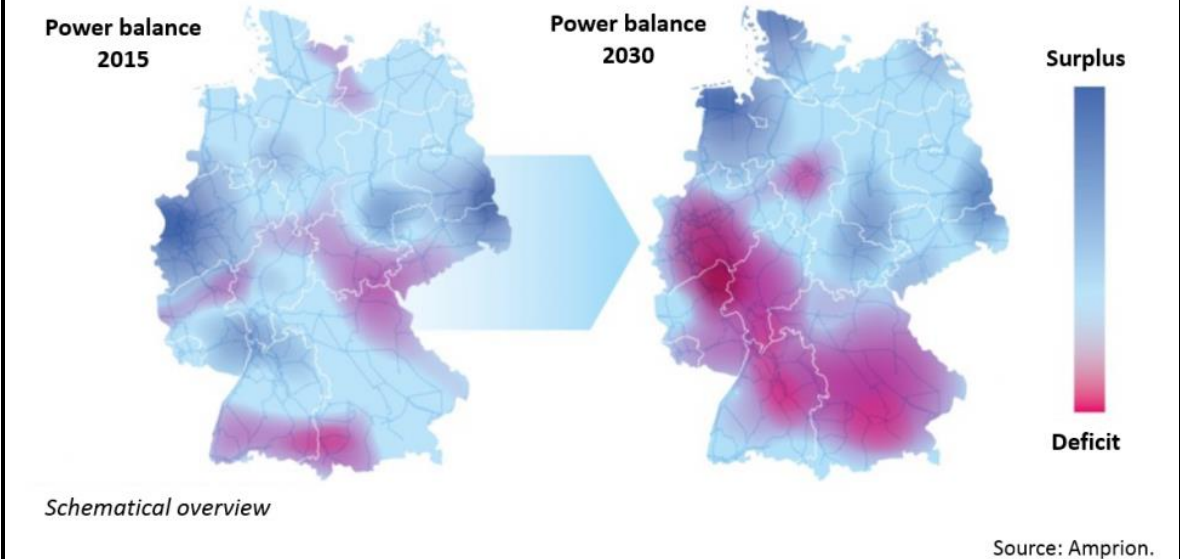 Power balance
2015
Power balance
2030
Surplus
Deficit
Schematical overview
Source: Amprion.